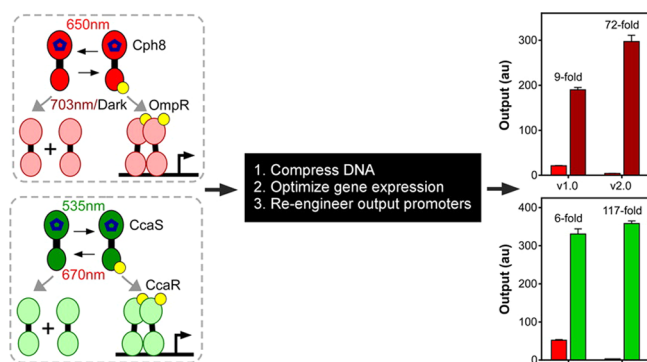 650nm
Cph8
703nm/Dark
OmpR
+
535nm
CcaS
670nm
CcaR
+
1. Compress DNA
2. Optimize gene expression
3. Re-engineer output promoters
Output (au)
300
200
100
0
9-fold
72-fold
v1.0
v2.0
Output (au)
400
300
200
100
0
6-fold
117-fold